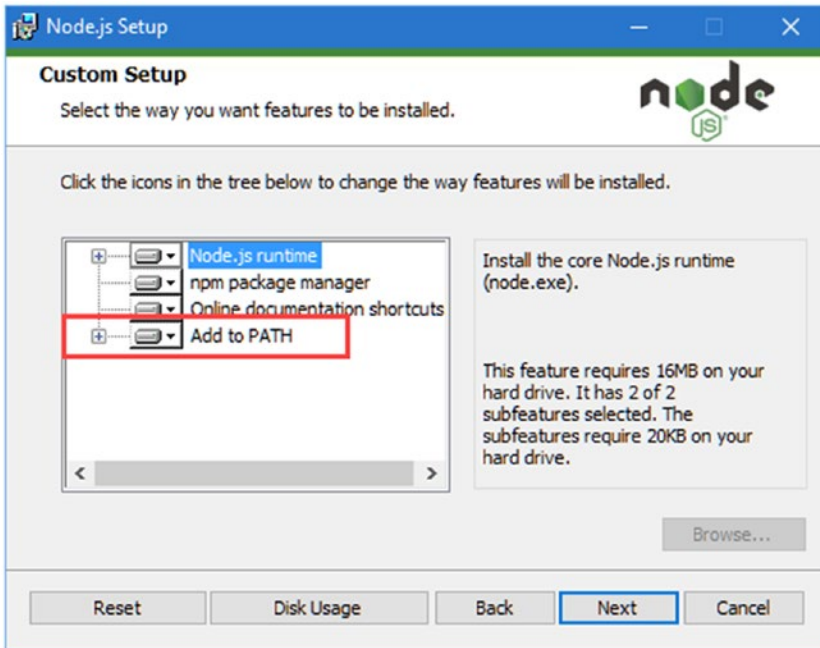 Node.js Setup
Custom Setup
Select the way you want features to be installed.
node
JS
Click the icons in the tree below to change the way features will be installed.
Node.js runtime
npm package manager
Online documentation shortcuts
Add to PATH
Install the core Node.js runtime
(node.exe).
This feature requires 16MB on your
hard drive. It has 2 of 2
subfeatures selected. The
subfeatures require 20KB on your
hard drive.
Browse...
Reset
Disk Usage
Back
Next
Cancel